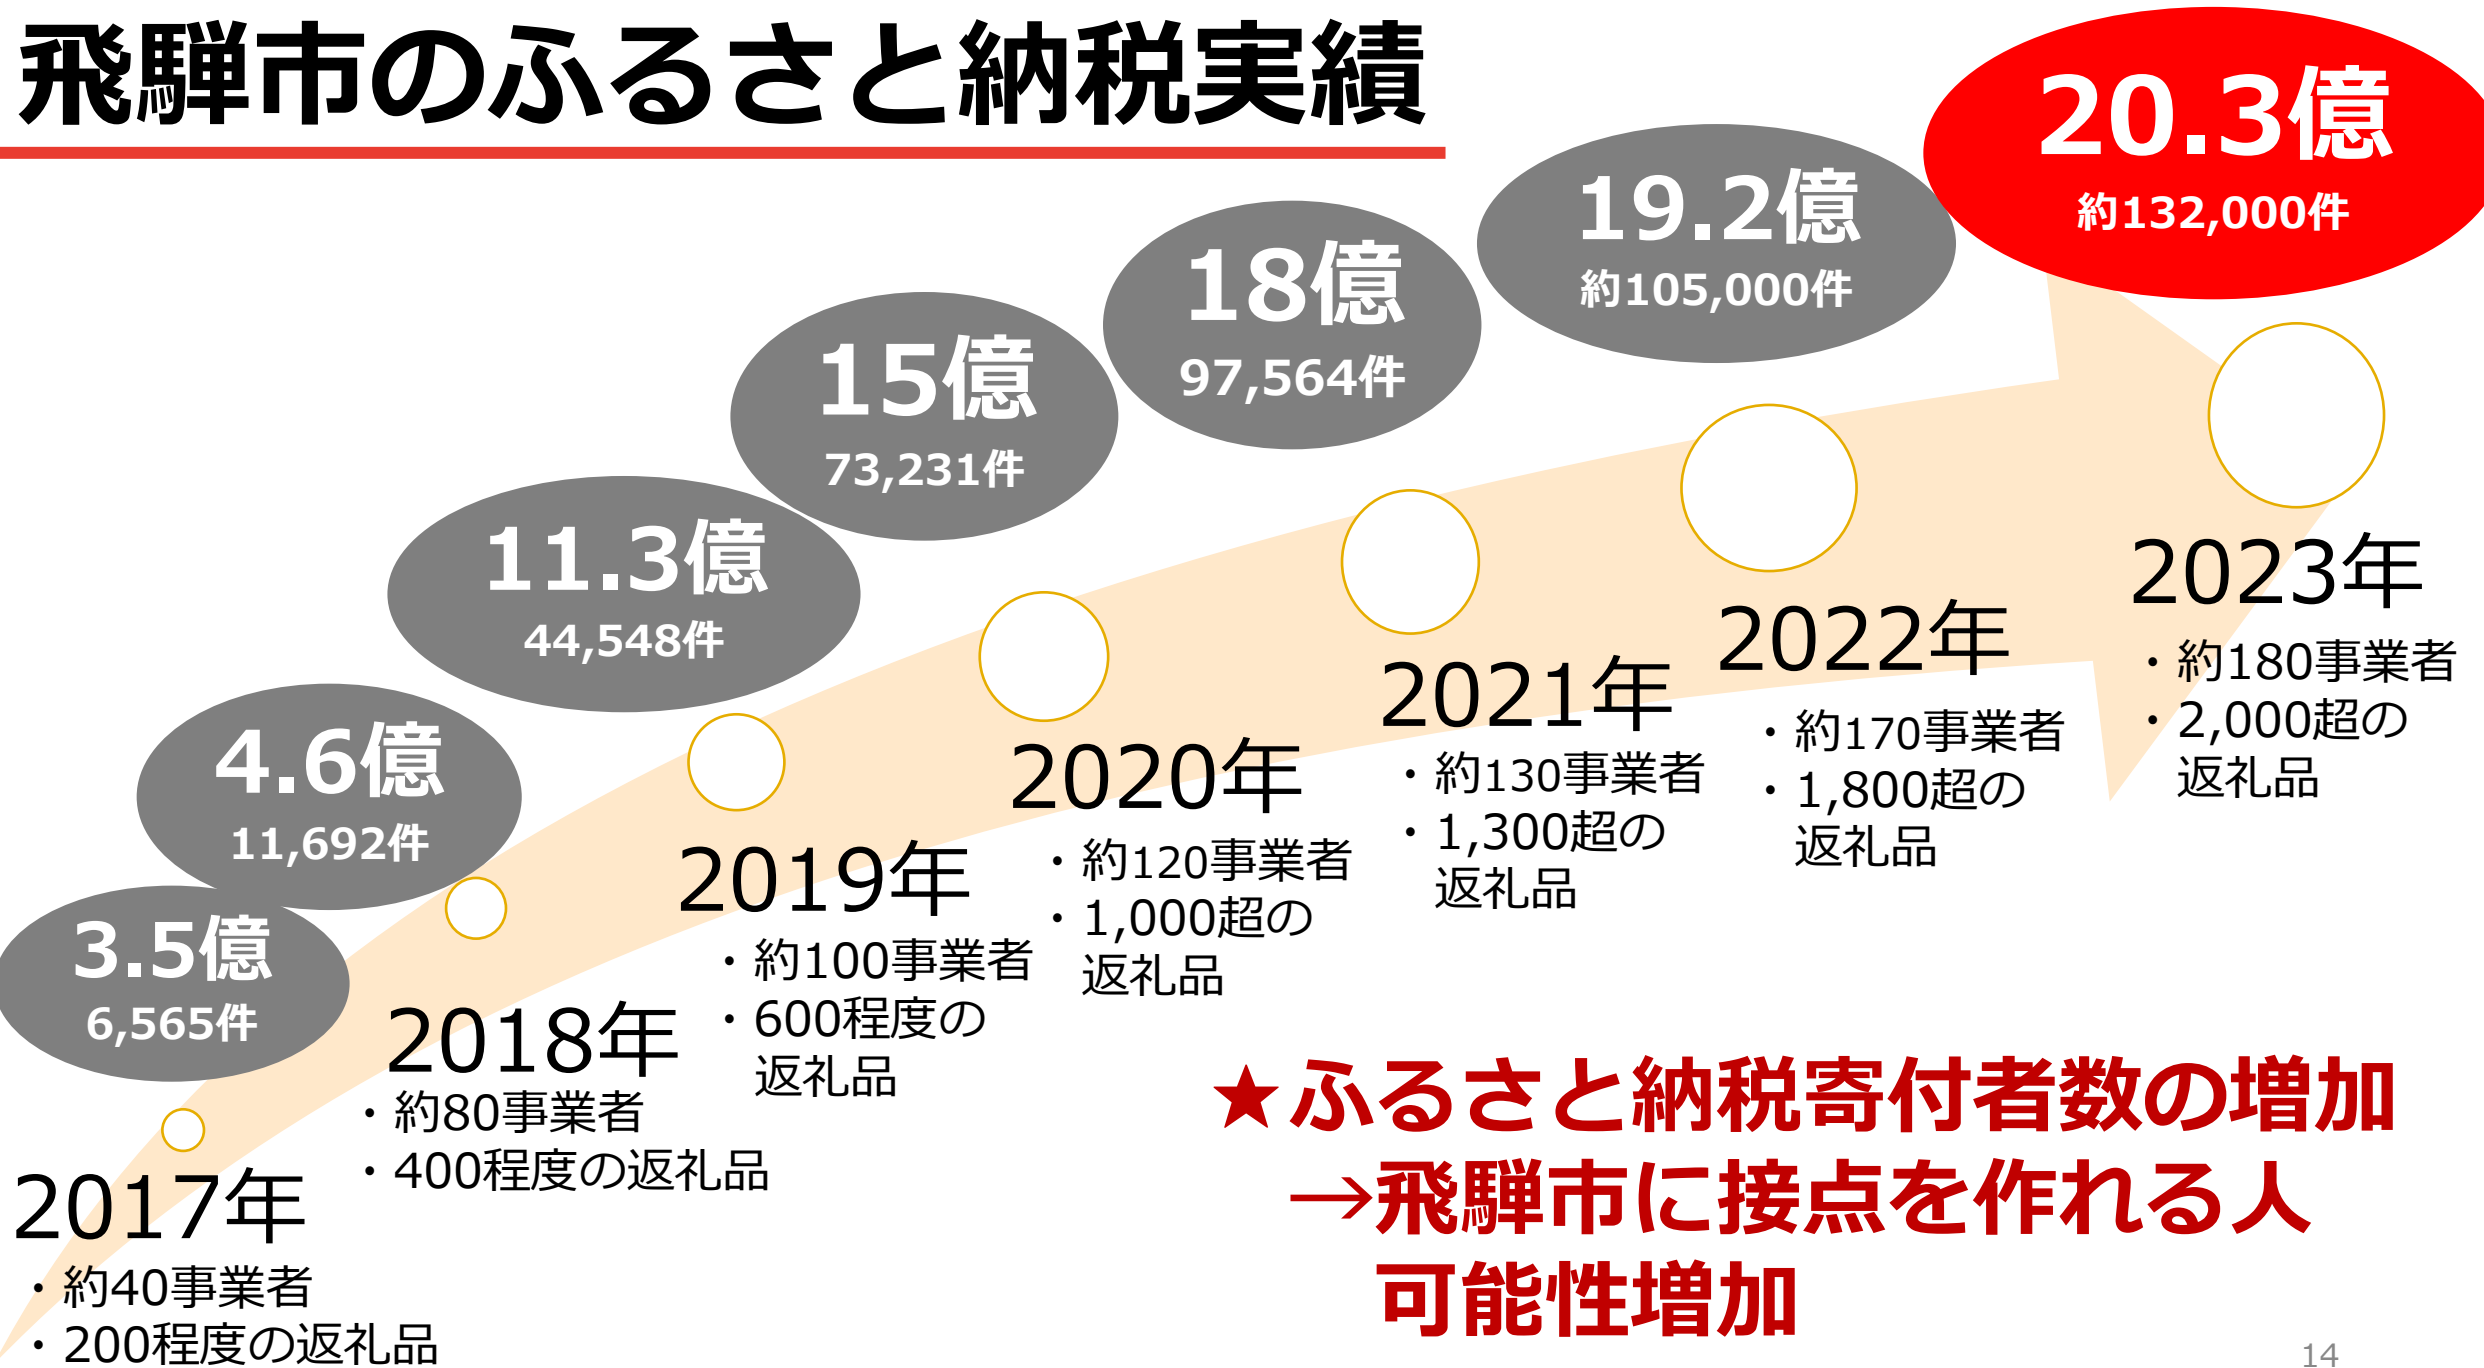 飛騨市のふるさと納税実績
3.5億
6,565件
2017年
・約40事業者
・200程度の返礼品
4.6億
11,692件
2018年
・約80事業者
・400程度の返礼品
11.3億
44,548件
2019年
・約100事業者
・600程度の
返礼品
15億
73,231件
2020年
・約120事業者
・1,000超の
返礼品
18億
97,564件
2021年
・約130事業者
・1,300超の
返礼品
19.2億
約105,000件
2022年
・約170事業者
・1,800超の
返礼品
20.3億
約132,000件
2023年
・約180事業者
・2,000超の
返礼品
★ふるさと納税寄付者数の増加
→飛騨市に接点を作れる人
可能性増加
14